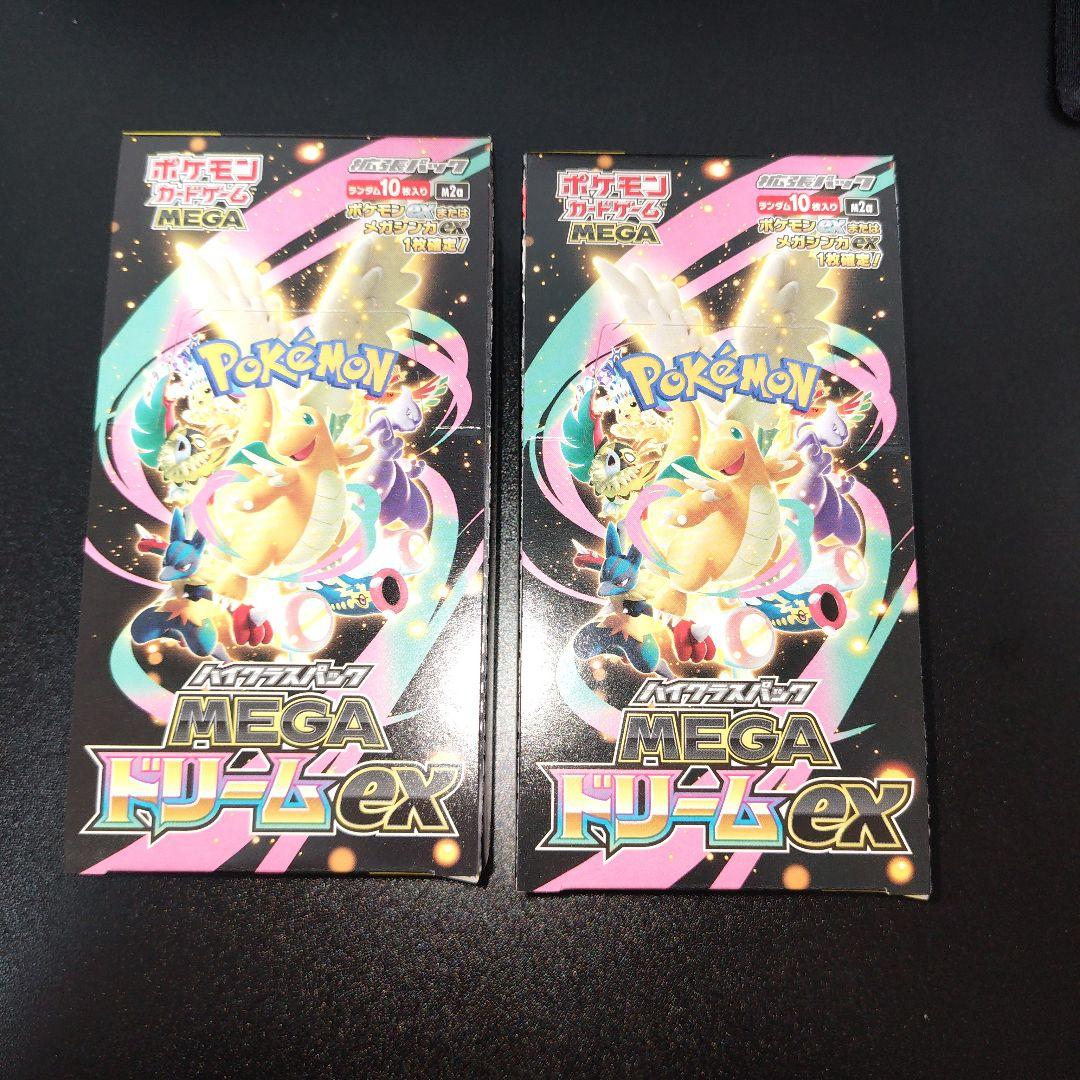 ポケモン
カードゲーム
MEGA
拡張パック
ランダム10枚入り M2a
ポケモンexまたは
メガシンカex
1枚確定!
POKÉMON
ハイクラスパック
MEGA
ドリームex
ポケモン
カードゲーム
MEGA
拡張パック
ランダム10枚入り M2a
ポケモンexまたは
メガシンカex
1枚確定!
POKÉMON
ハイクラスパック
MEGA
ドリームex